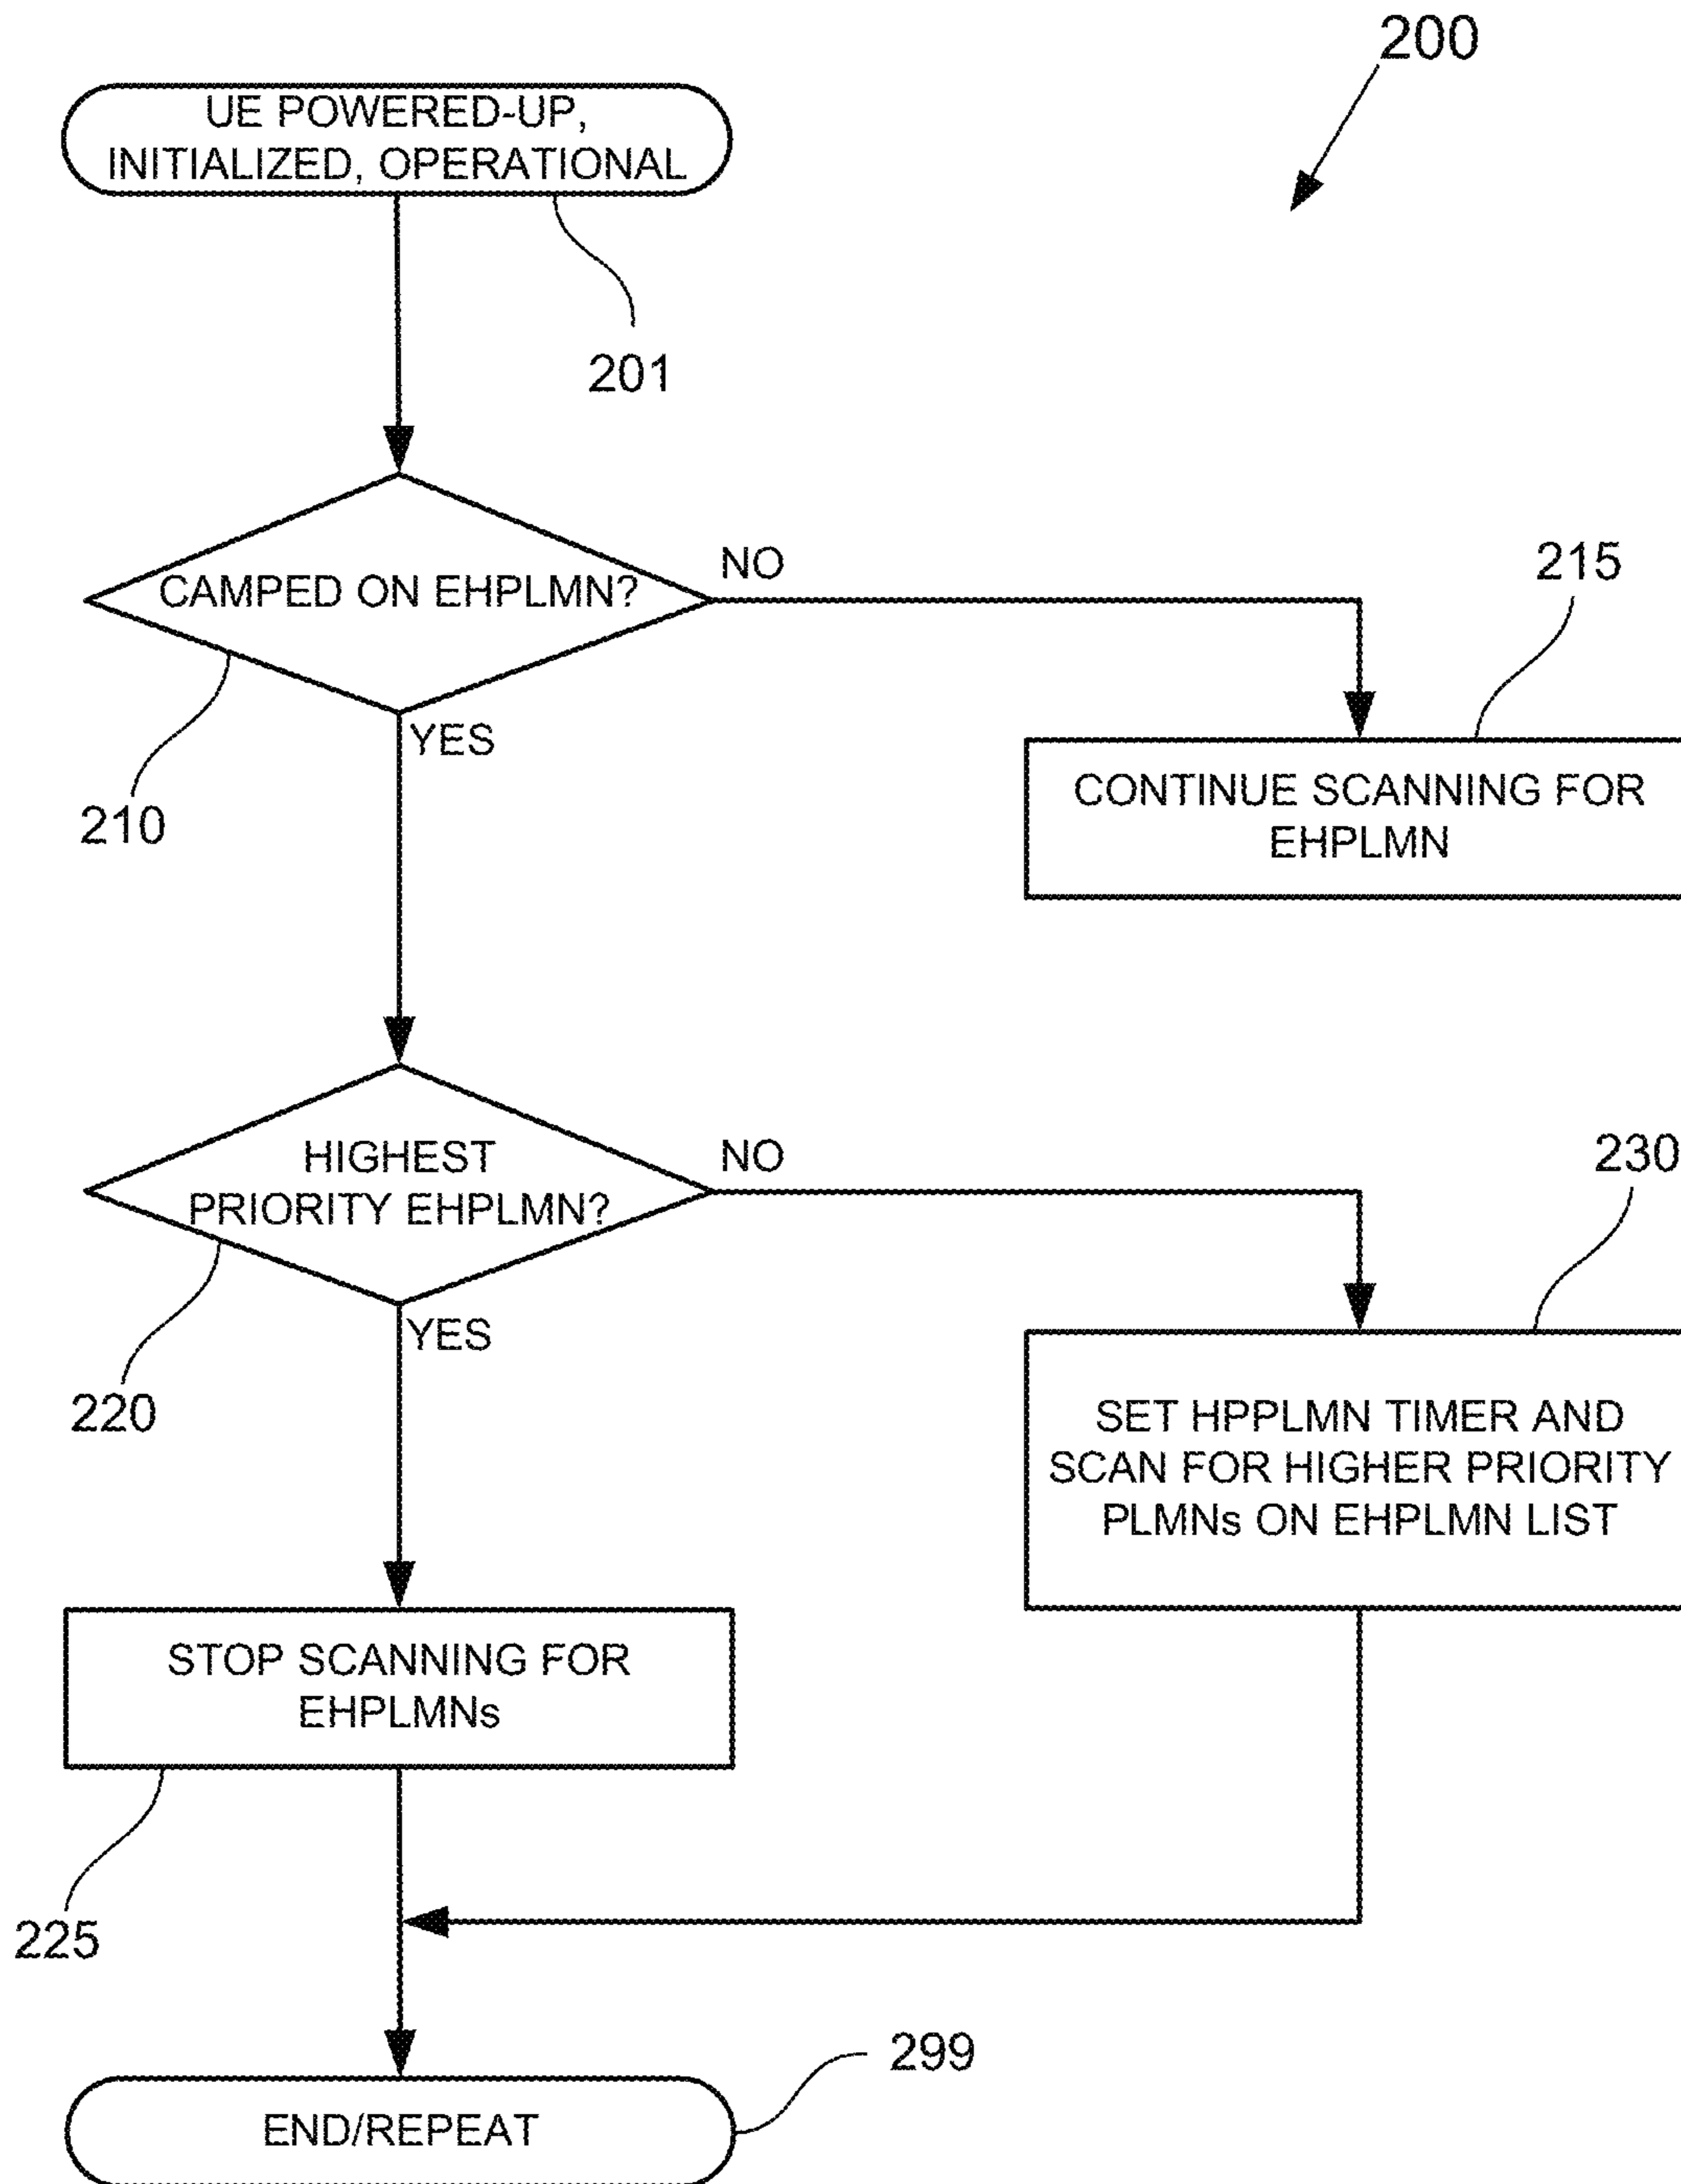 200
UE POWERED-UP,
INITIALIZED, OPERATIONAL
201
CAMPED ON EHPLMN?
NO
YES
210
215
CONTINUE SCANNING FOR
EHPLMN
HIGHEST
PRIORITY EHPLMN?
NO
YES
220
230
SET HPPLMN TIMER AND
SCAN FOR HIGHER PRIORITY
PLMNs ON EHPLMN LIST
STOP SCANNING FOR
EHPLMNs
225
299
END/REPEAT